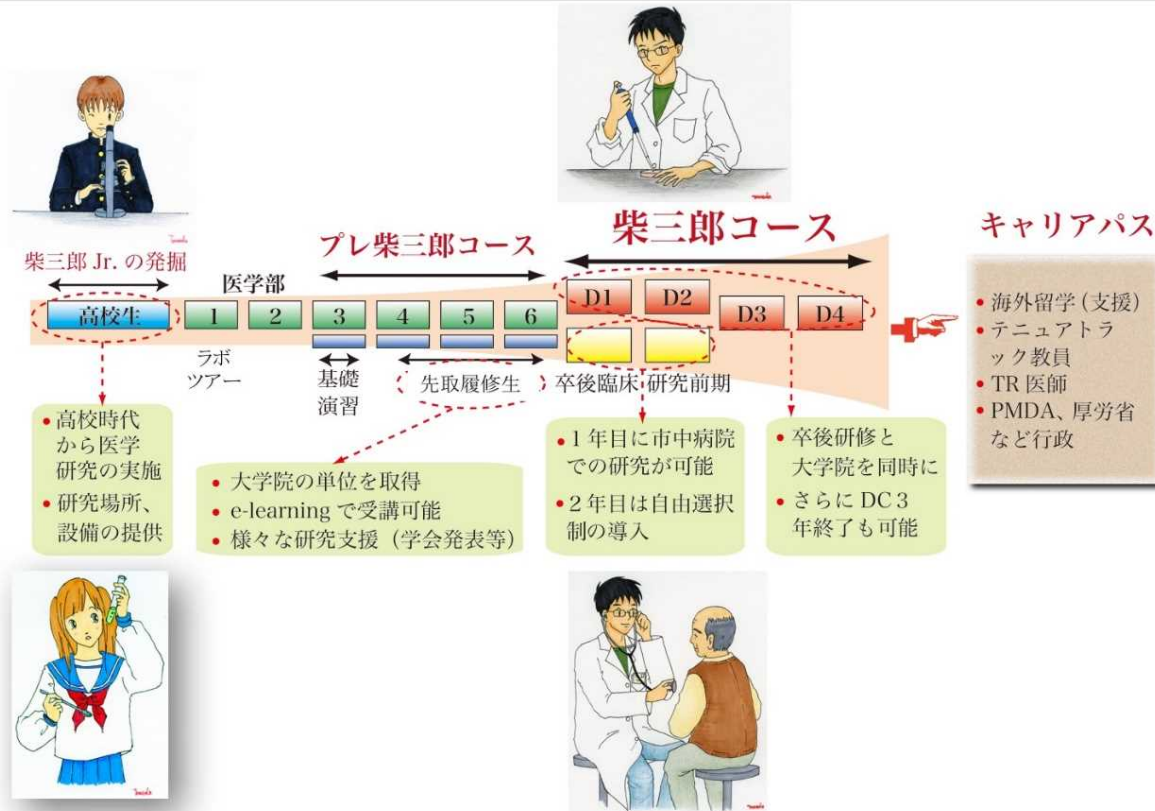 柴三郎 Jr. の発掘
プレ柴三郎コース
柴三郎コース
キャリアパス
医学部
高校生
1
2
3
4
5
6
D1
D2
D3
D4
ラボ
ツアー
基礎
演習
先取履修生
卒後臨床
研究前期
• 高校時代
から医学
研究の実施
• 研究場所、
設備の提供
• 大学院の単位を取得
• e-learning で受講可能
• 様々な研究支援（学会発表等）
• 1 年目に市中病院
での研究が可能
• 2 年目は自由選択
制の導入
• 卒後研修と
大学院を同時に
• さらに DC 3
年終了も可能
• 海外留学 (支援)
• テニュアトラ
ック教員
• TR 医師
• PMDA、厚労省
など行政